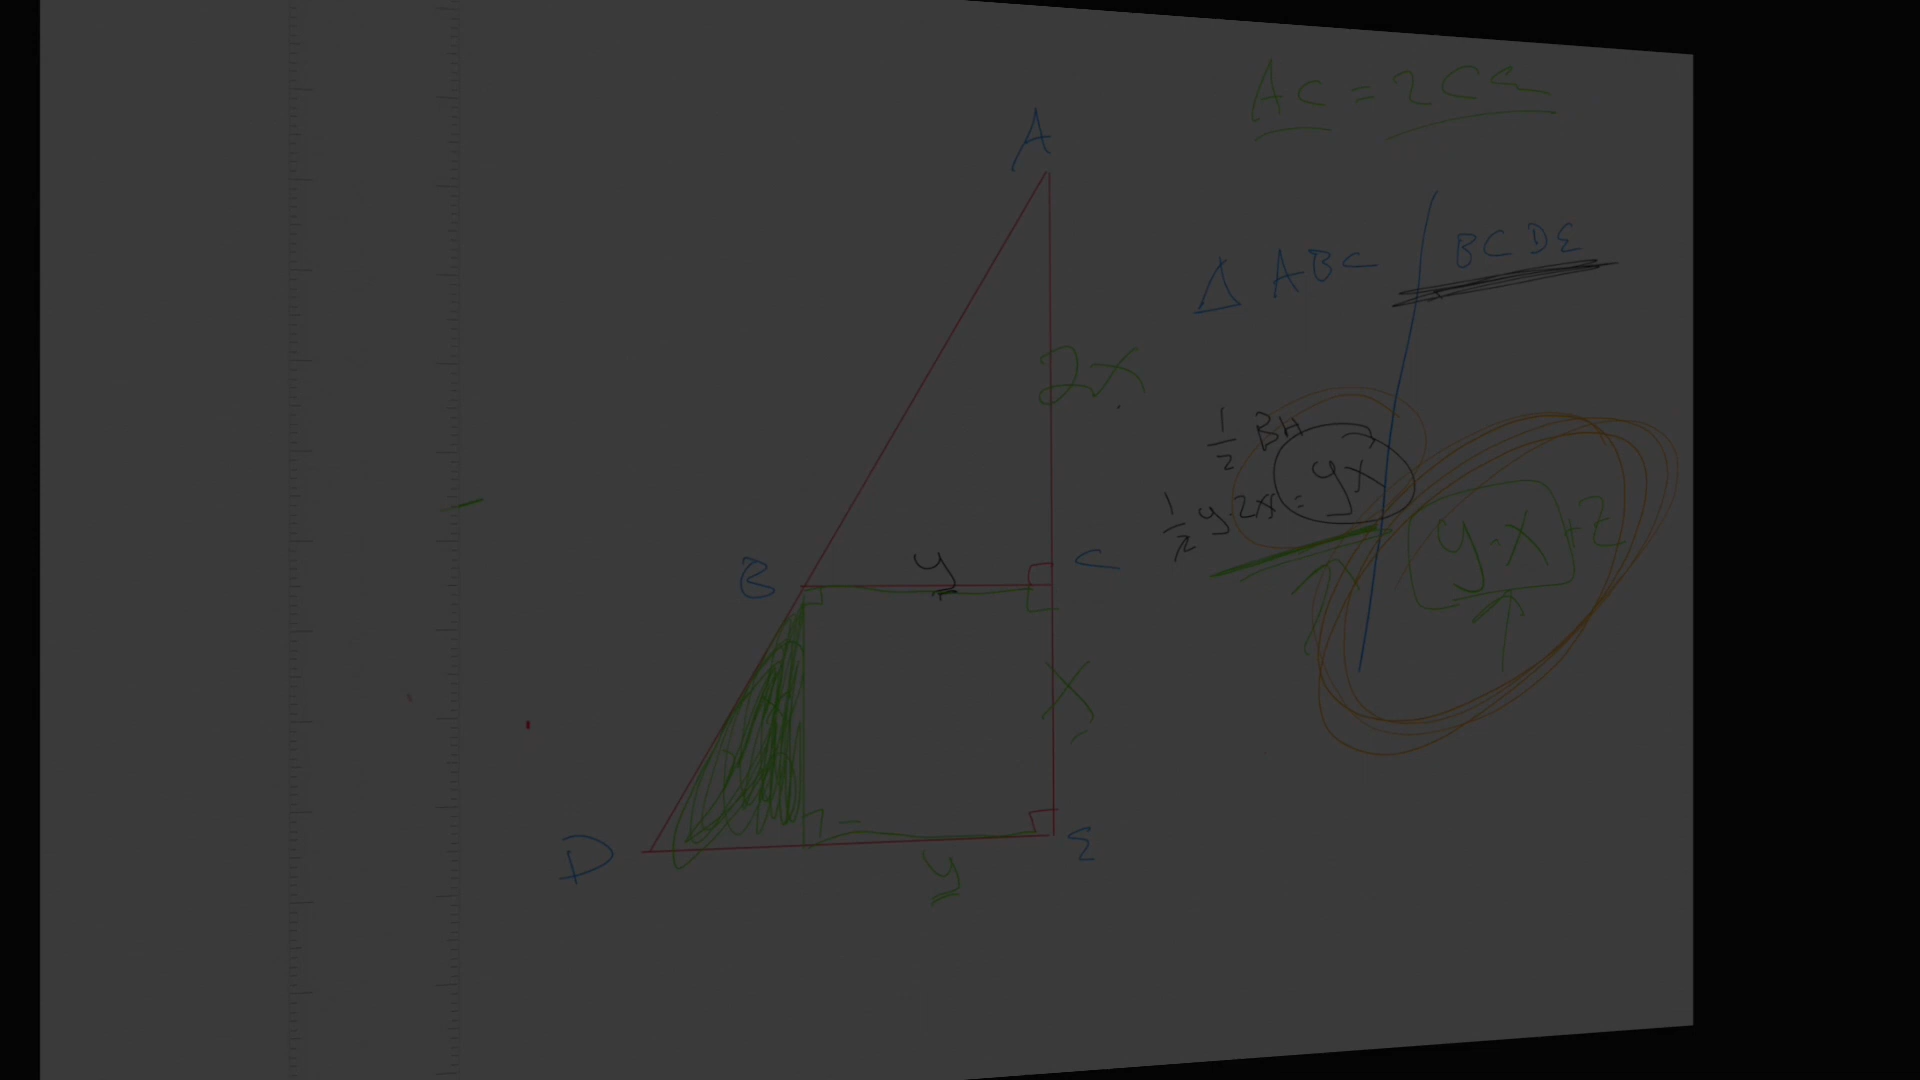 AC = 2CE
A
Δ ABC / BCDE
2x
1/2 BH
1/2 y 2x = yx
y·x + z
B
y
C
x
D
y
E